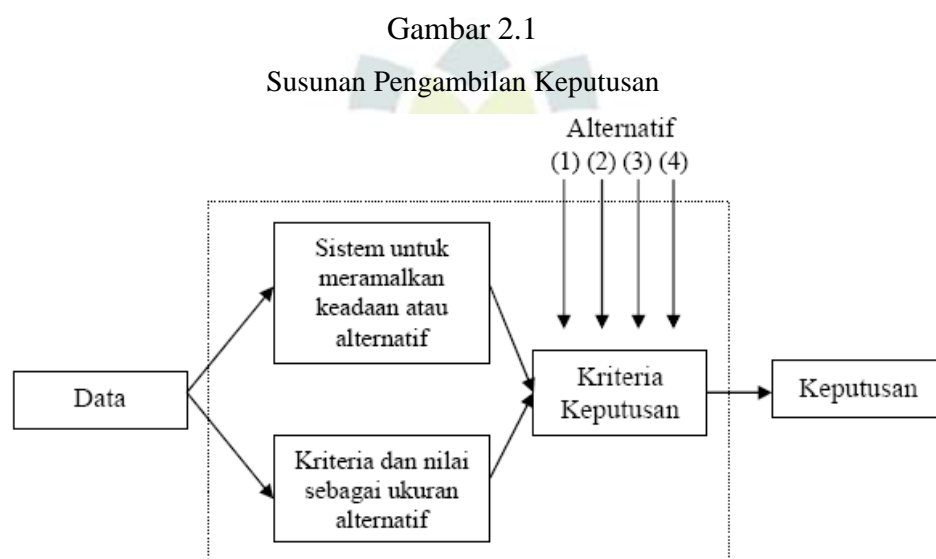 Gambar 2.1
Susunan Pengambilan Keputusan
Alternatif
(1) (2) (3) (4)
Sistem untuk
meramalkan
keadaan atau
alternatif
Data
Kriteria
Keputusan
Keputusan
Kriteria dan nilai
sebagai ukuran
alternatif